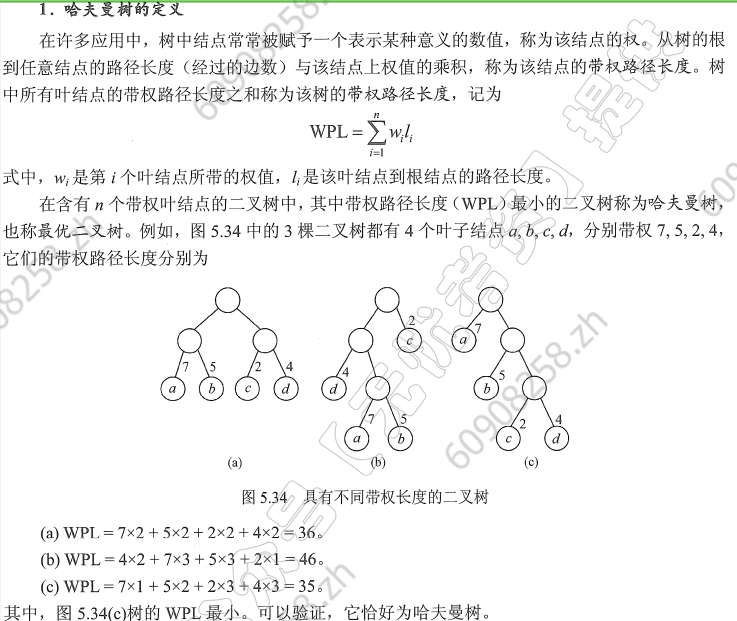 1．哈夫曼树的定义
在许多应用中，树中结点常常被赋予一个表示某种意义的数值，称为该结点的权。从树的根
到任意结点的路径长度（经过的边数）与该结点上权值的乘积，称为该结点的带权路径长度。树
中所有叶结点的带权路径长度之和称为该树的带权路径长度，记为
WPL = ∑ⁿᵢ₌₁ wᵢlᵢ
式中，wᵢ是第 i 个叶结点所带的权值，lᵢ是该叶结点到根结点的路径长度。
在含有 n 个带权叶结点的二叉树中，其中带权路径长度（WPL）最小的二叉树称为哈夫曼树，
也称最优二叉树。例如，图 5.34 中的 3 棵二叉树都有 4 个叶子结点 a, b, c, d，分别带权 7, 5, 2, 4，
它们的带权路径长度分别为
7 5 2 4
a b c d
(a)
2
c
4
d
7 5
a b
(b)
7
a
5
b
2 4
c d
(c)
图 5.34 具有不同带权长度的二叉树
(a) WPL = 7×2 + 5×2 + 2×2 + 4×2 = 36。
(b) WPL = 4×2 + 7×3 + 5×3 + 2×1 = 46。
(c) WPL = 7×1 + 5×2 + 2×3 + 4×3 = 35。
其中，图 5.34(c)树的 WPL 最小。可以验证，它恰好为哈夫曼树。
60908258.zh